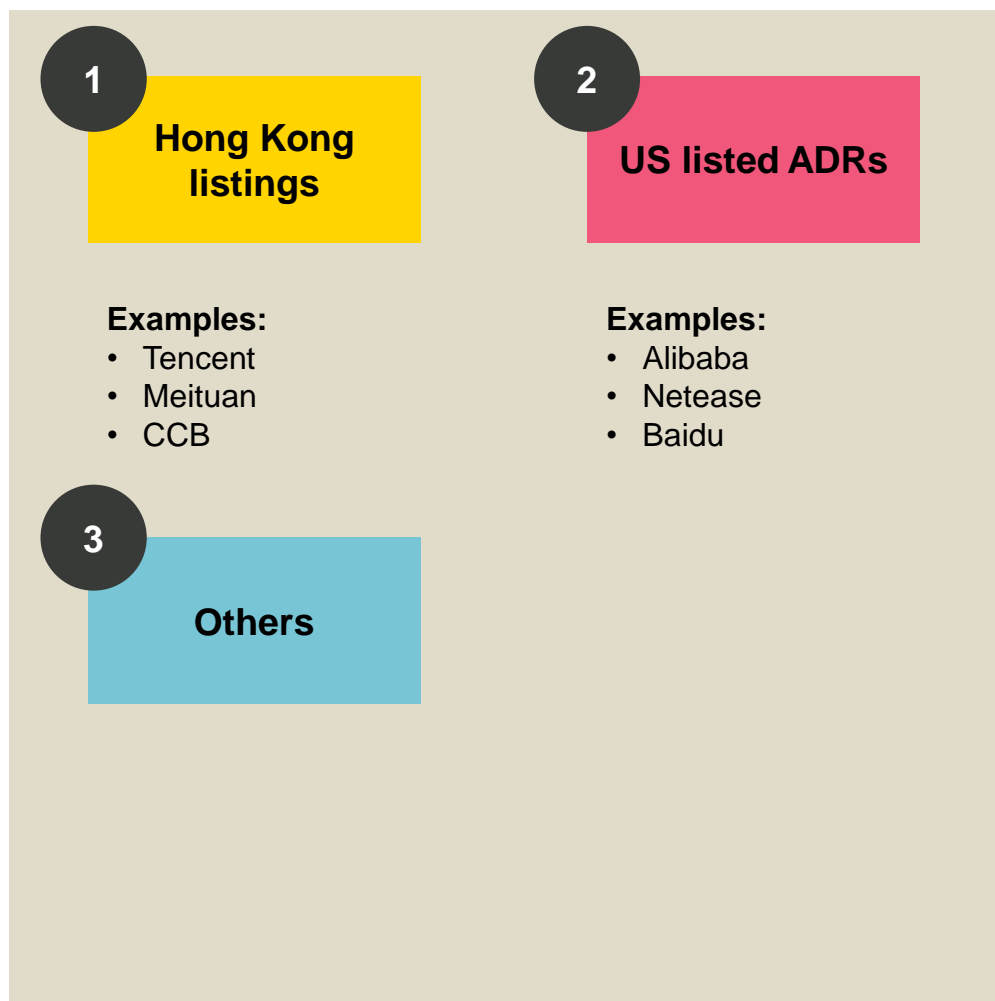 1
Hong Kong
listings
Examples:
• Tencent
• Meituan
• CCB
2
US listed ADRs
Examples:
• Alibaba
• Netease
• Baidu
3
Others